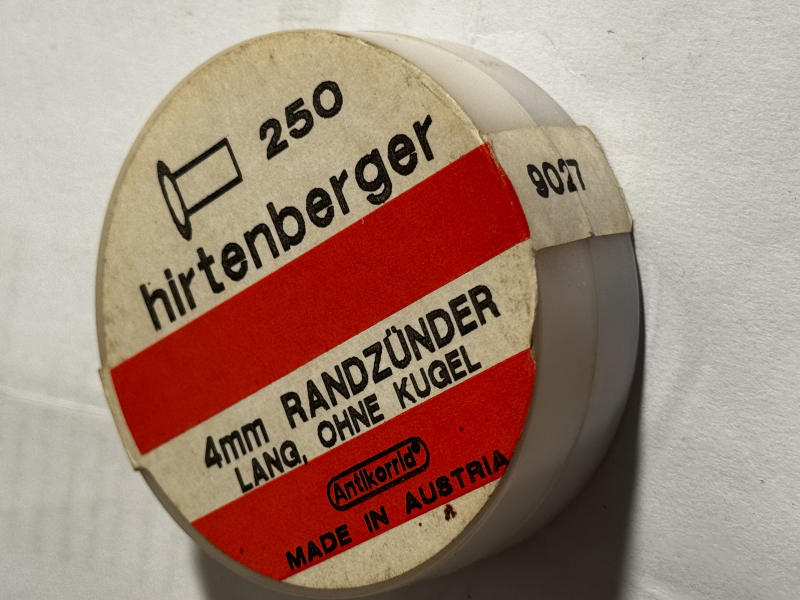 250
hirtenberger
9027
4mm RANDZÜNDER
LANG, OHNE KUGEL
Antikorrid®
MADE IN AUSTRIA